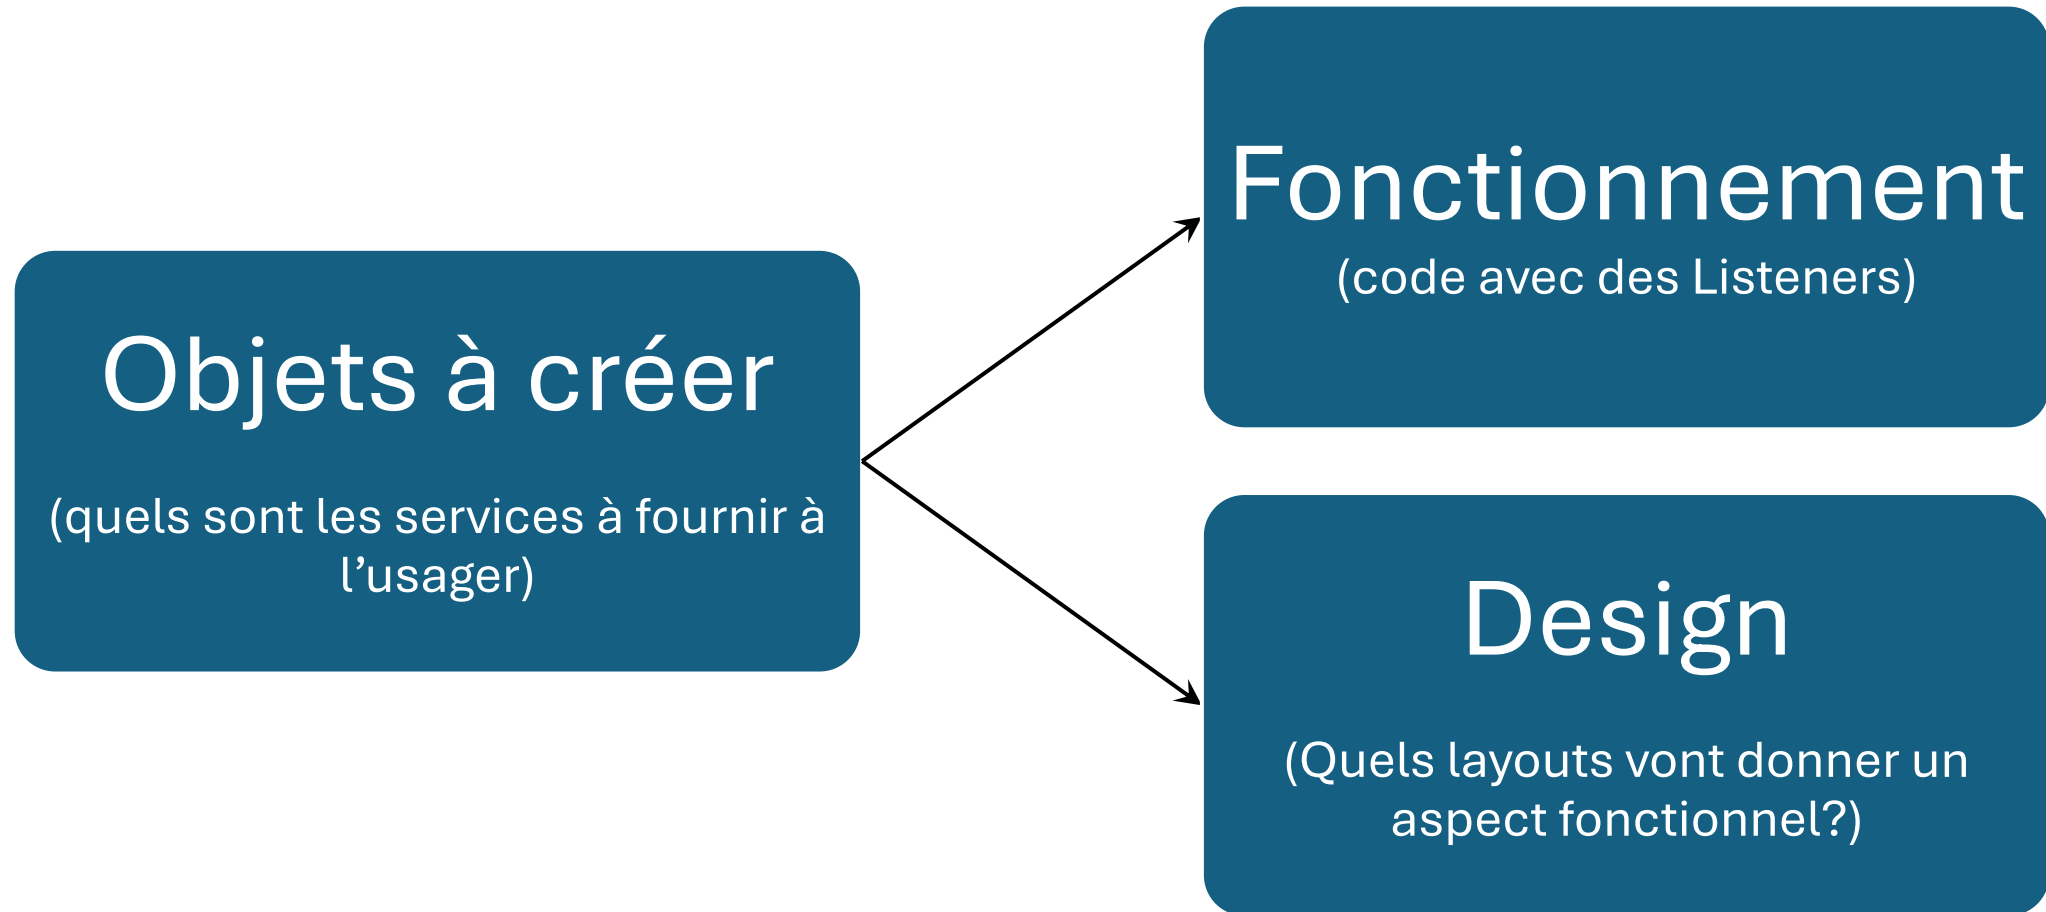 Objets à créer
(quels sont les services à fournir à
l’usager)
Fonctionnement
(code avec des Listeners)
Design
(Quels layouts vont donner un
aspect fonctionnel?)